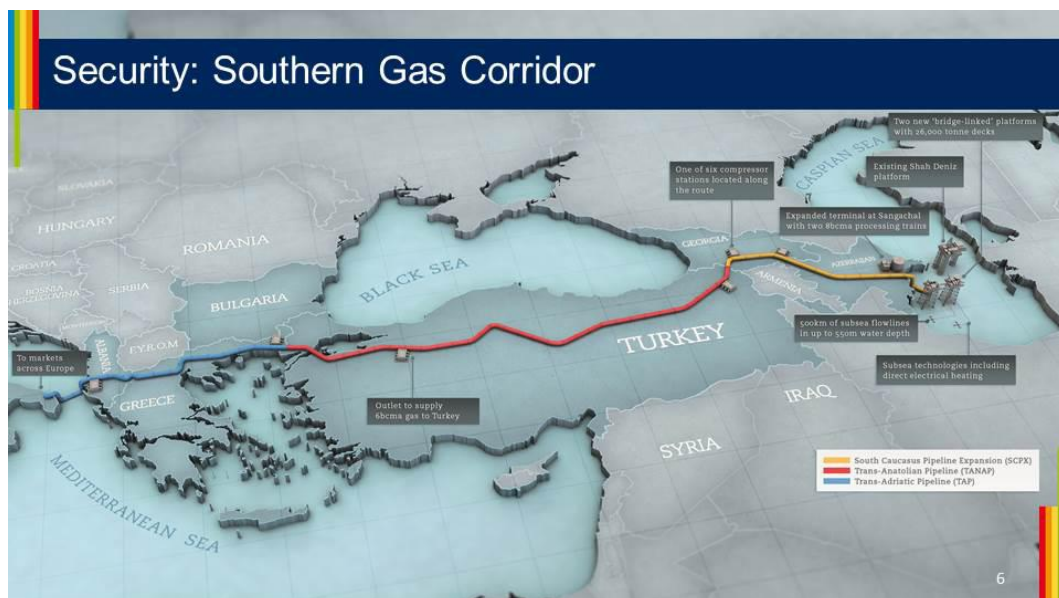 Security: Southern Gas Corridor
Two new 'bridge-linked' platforms
with 26,000 tonne decks
CASPIAN SEA
One of six compressor
stations located along
the route
Existing Shah Deniz
platform
Expanded terminal at Sangachal
with two 8bcma processing trains
SLOVAKIA
HUNGARY
ROMANIA
CROATIA
BOSNIA
HERZEGOVINA
SERBIA
BULGARIA
BLACK SEA
GEORGIA
ARMENIA
AZERBAIJAN
F.Y.R.O.M
ALBANIA
To markets
across Europe
GREECE
TURKEY
500km of subsea flowlines
in up to 550m water depth
Subsea technologies including
direct electrical heating
Outlet to supply
6bcma gas to Turkey
IRAQ
SYRIA
MEDITERRANEAN SEA
South Caucasus Pipeline Expansion (SCPX)
Trans-Anatolian Pipeline (TANAP)
Trans-Adriatic Pipeline (TAP)
6